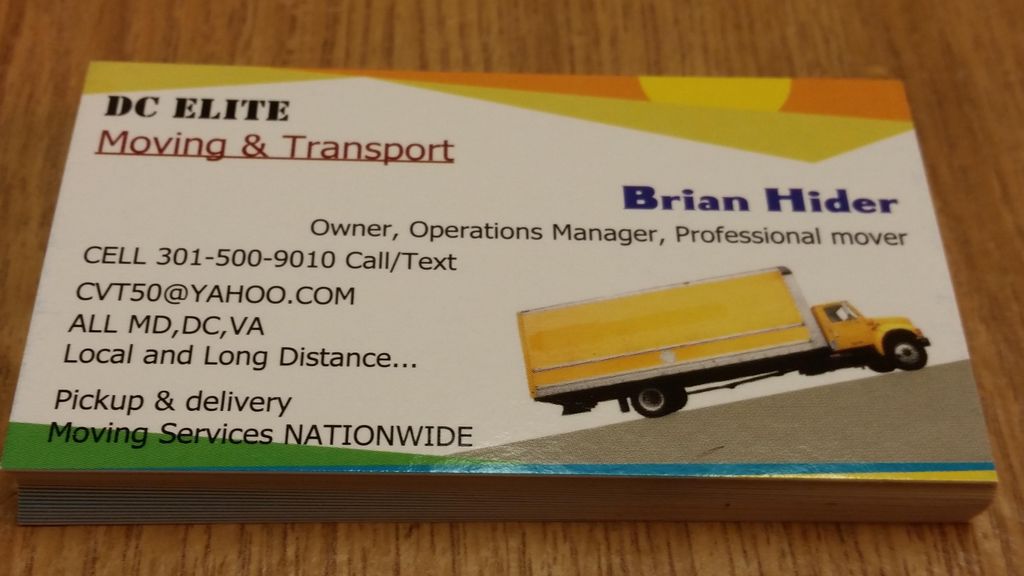 DC ELITE
Moving & Transport
Brian Hider
Owner, Operations Manager, Professional mover
CELL 301-500-9010 Call/Text
CVT50@YAHOO.COM
ALL MD,DC,VA
Local and Long Distance...
Pickup & delivery
Moving Services NATIONWIDE